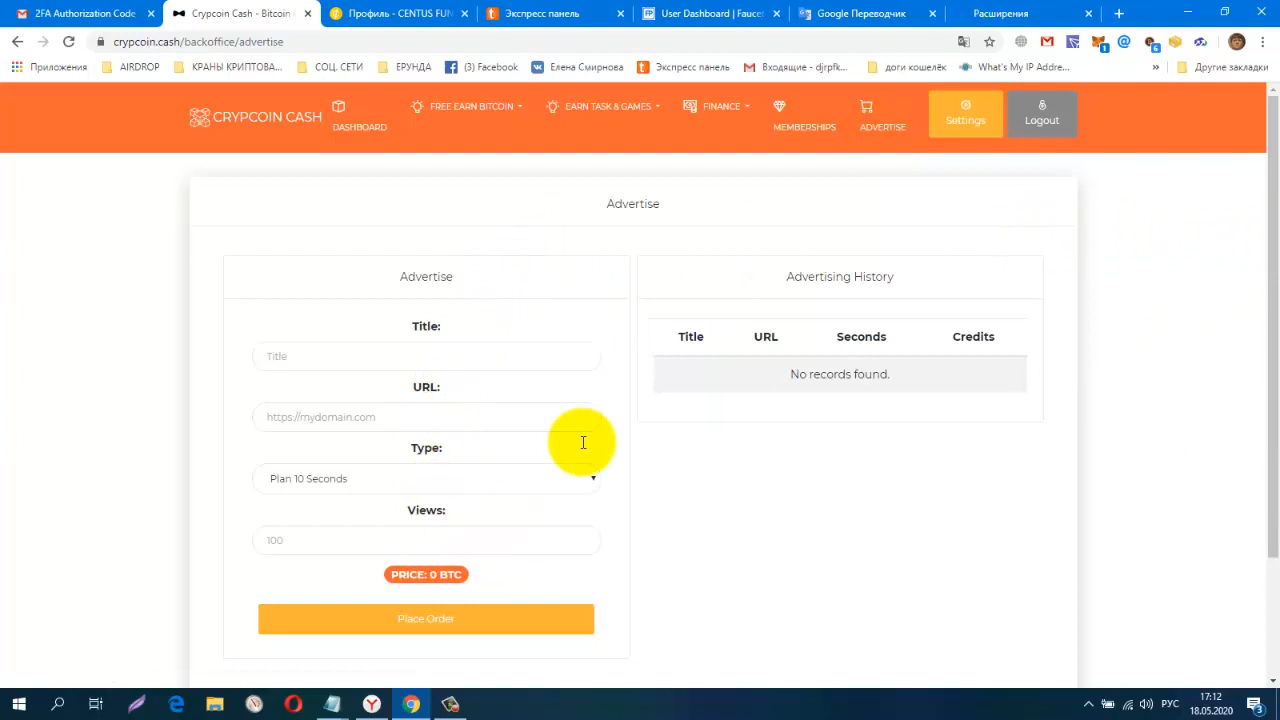 2FA Authorization Code
Crypcoin Cash - Bitcoin
Профиль - CENTUS FUN
Экспресс панель
User Dashboard | Fauce
Google Переводчик
Расширения
crypcoin.cash/backoffice/advertise
Приложения
AIRDROP
КРАНЫ КРИПТОВА...
СОЦ. СЕТИ
ЕРУНДА
(3) Facebook
Елена Смирнова
Экспресс панель
Входящие - djrpfk...
доги кошелёк
What's My IP Addre...
»
Другие закладки
CRYPCOIN CASH
DASHBOARD
FREE EARN BITCOIN
EARN TASK & GAMES
FINANCE
MEMBERSHIPS
ADVERTISE
Settings
Logout
Advertise
Advertise
Title:
Title
URL:
https://mydomain.com
Type:
Plan 10 Seconds
Views:
100
PRICE: 0 BTC
Place Order
Advertising History
Title URL Seconds Credits
No records found.
РУС
17:12
18.05.2020